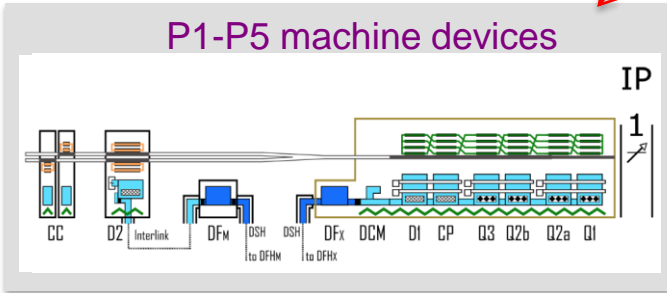 P1-P5 machine devices
IP
1
CC D2 Interlink DFM DSH DSH DFX DCM D1 CP Q3 Q2b Q2a Q1
to DFHM to DFHX